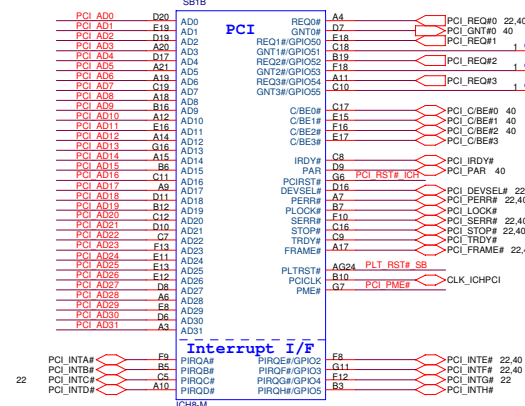 SB1B
PCI
PCI_AD0 D20 AD0 REQ0# A4 PCI_REQ#0 22,40
PCI_AD1 E19 AD1 GNT0# D7 PCI_GNT#0 40
PCI_AD2 D19 AD2 REQ1#/GPIO50 E18 PCI_REQ#1
PCI_AD3 A20 AD3 GNT1#/GPIO51 C18 1
PCI_AD4 D17 AD4 REQ2#/GPIO52 B19 PCI_REQ#2
PCI_AD5 A21 AD5 GNT2#/GPIO53 F18 1
PCI_AD6 A19 AD6 REQ3#/GPIO54 A11 PCI_REQ#3
PCI_AD7 C19 AD7 GNT3#/GPIO55 C10 1
PCI_AD8 A18 AD8
PCI_AD9 B16 AD9 C/BE0# C17 PCI_C/BE#0 40
PCI_AD10 A12 AD10 C/BE1# E15 PCI_C/BE#1 40
PCI_AD11 E16 AD11 C/BE2# F16 PCI_C/BE#2 40
PCI_AD12 A14 AD12 C/BE3# E17 PCI_C/BE#3
PCI_AD13 G16 AD13
PCI_AD14 A15 AD14 IRDY# C8 PCI_IRDY#
PCI_AD15 B6 AD15 PAR D9 PCI_PAR 40
PCI_AD16 C11 AD16 PCIRST# G6 PCI_RST#_ICH
PCI_AD17 A9 AD17 DEVSEL# D16 PCI_DEVSEL# 22
PCI_AD18 D11 AD18 PERR# A7 PCI_PERR# 22,40
PCI_AD19 B12 AD19 PLOCK# B7 PCI_LOCK#
PCI_AD20 C12 AD20 SERR# F10 PCI_SERR# 22,40
PCI_AD21 D10 AD21 STOP# C16 PCI_STOP# 22,40
PCI_AD22 C7 AD22 TRDY# C9 PCI_TRDY#
PCI_AD23 F13 AD23 FRAME# A17 PCI_FRAME# 22,
PCI_AD24 E11 AD24
PCI_AD25 E13 AD25 PLTRST# AG24 PLT_RST#_SB
PCI_AD26 E12 AD26 PCICLK B10 CLK_ICHPCI
PCI_AD27 D8 AD27 PME# G7 PCI_PME#
PCI_AD28 A6 AD28
PCI_AD29 E8 AD29
PCI_AD30 D6 AD30
PCI_AD31 A3 AD31
Interrupt I/F
PCI_INTA# F9 PIRQA# PIRQE#/GPIO2 F8 PCI_INTE# 22,40
PCI_INTB# B5 PIRQB# PIRQF#/GPIO3 G11 PCI_INTF# 22,40
22 PCI_INTC# C5 PIRQC# PIRQG#/GPIO4 F12 PCI_INTG# 22
PCI_INTD# A10 PIRQD# PIRQH#/GPIO5 B3 PCI_INTH#
ICH8-M